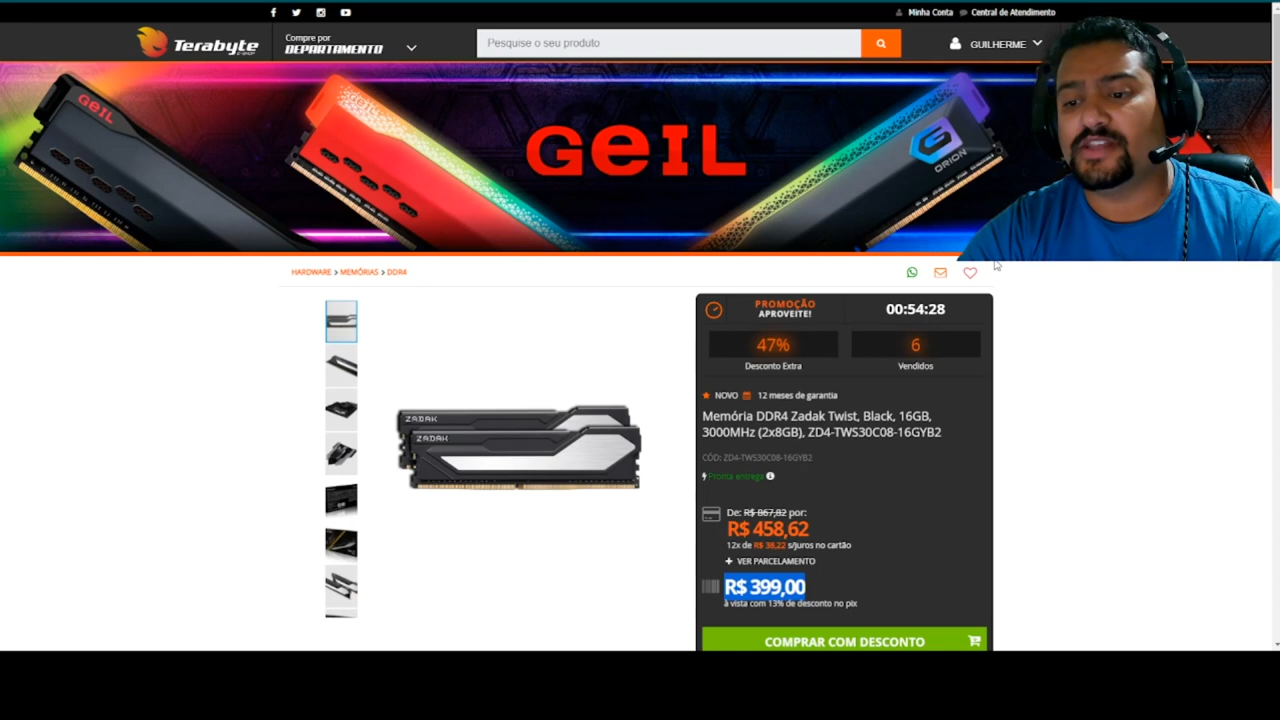 Minha Conta
Central de Atendimento
Terabyte
Compre por
DEPARTAMENTO
Pesquise o seu produto
GUILHERME
GeIL
GeIL
ORION
HARDWARE > MEMÓRIAS > DDR4
PROMOÇÃO
APROVEITE!
00:54:28
47%
Desconto Extra
6
Vendidos
NOVO
12 meses de garantia
Memória DDR4 Zadak Twist, Black, 16GB,
3000MHz (2x8GB), ZD4-TWS30C08-16GYB2
CÓD: ZD4-TWS30C08-16GYB2
Pronta entrega
De: R$ 867,82 por:
R$ 458,62
12x de R$ 38,22 s/juros no cartão
+ VER PARCELAMENTO
R$ 399,00
à vista com 13% de desconto no pix
COMPRAR COM DESCONTO
ZADAK
ZADAK